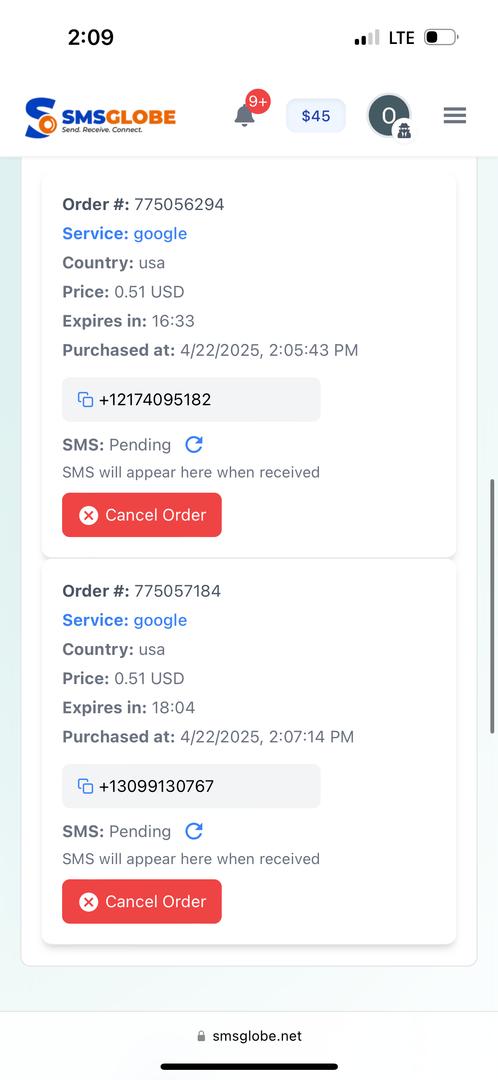 2:09
LTE
SMSGLOBE
Send. Receive. Connect.
9+
$45
O
Order #: 775056294
Service: google
Country: usa
Price: 0.51 USD
Expires in: 16:33
Purchased at: 4/22/2025, 2:05:43 PM
+12174095182
SMS: Pending
SMS will appear here when received
Cancel Order
Order #: 775057184
Service: google
Country: usa
Price: 0.51 USD
Expires in: 18:04
Purchased at: 4/22/2025, 2:07:14 PM
+13099130767
SMS: Pending
SMS will appear here when received
Cancel Order
smsglobe.net